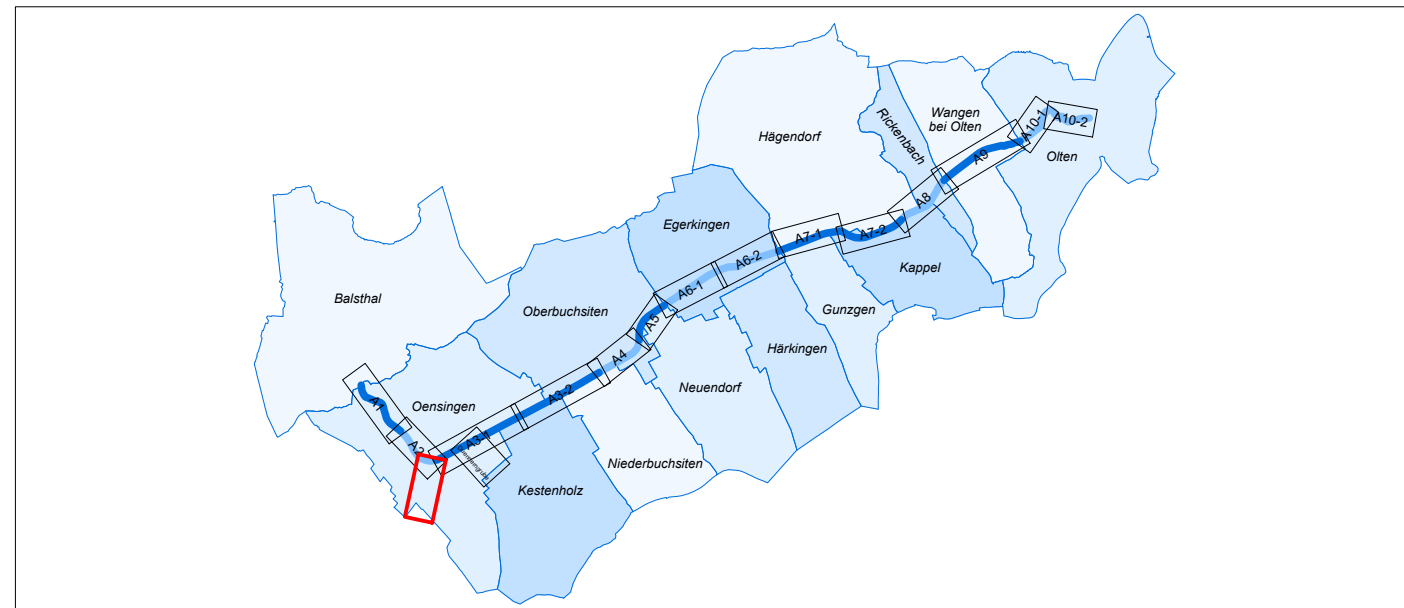 Hägendorf
Rickenbach
Wangen
bei Olten
A10-1
A10-2
Olten
A9
A8
Egerkingen
A7-1
A7-2
Kappel
A6-2
A6-1
Balsthal
Oberbuchsiten
A5
Gunzgen
Härkingen
A4
Neuendorf
A3-2
Oensingen
A1
A2
A3-1
Niederbuchsiten
Kestenholz